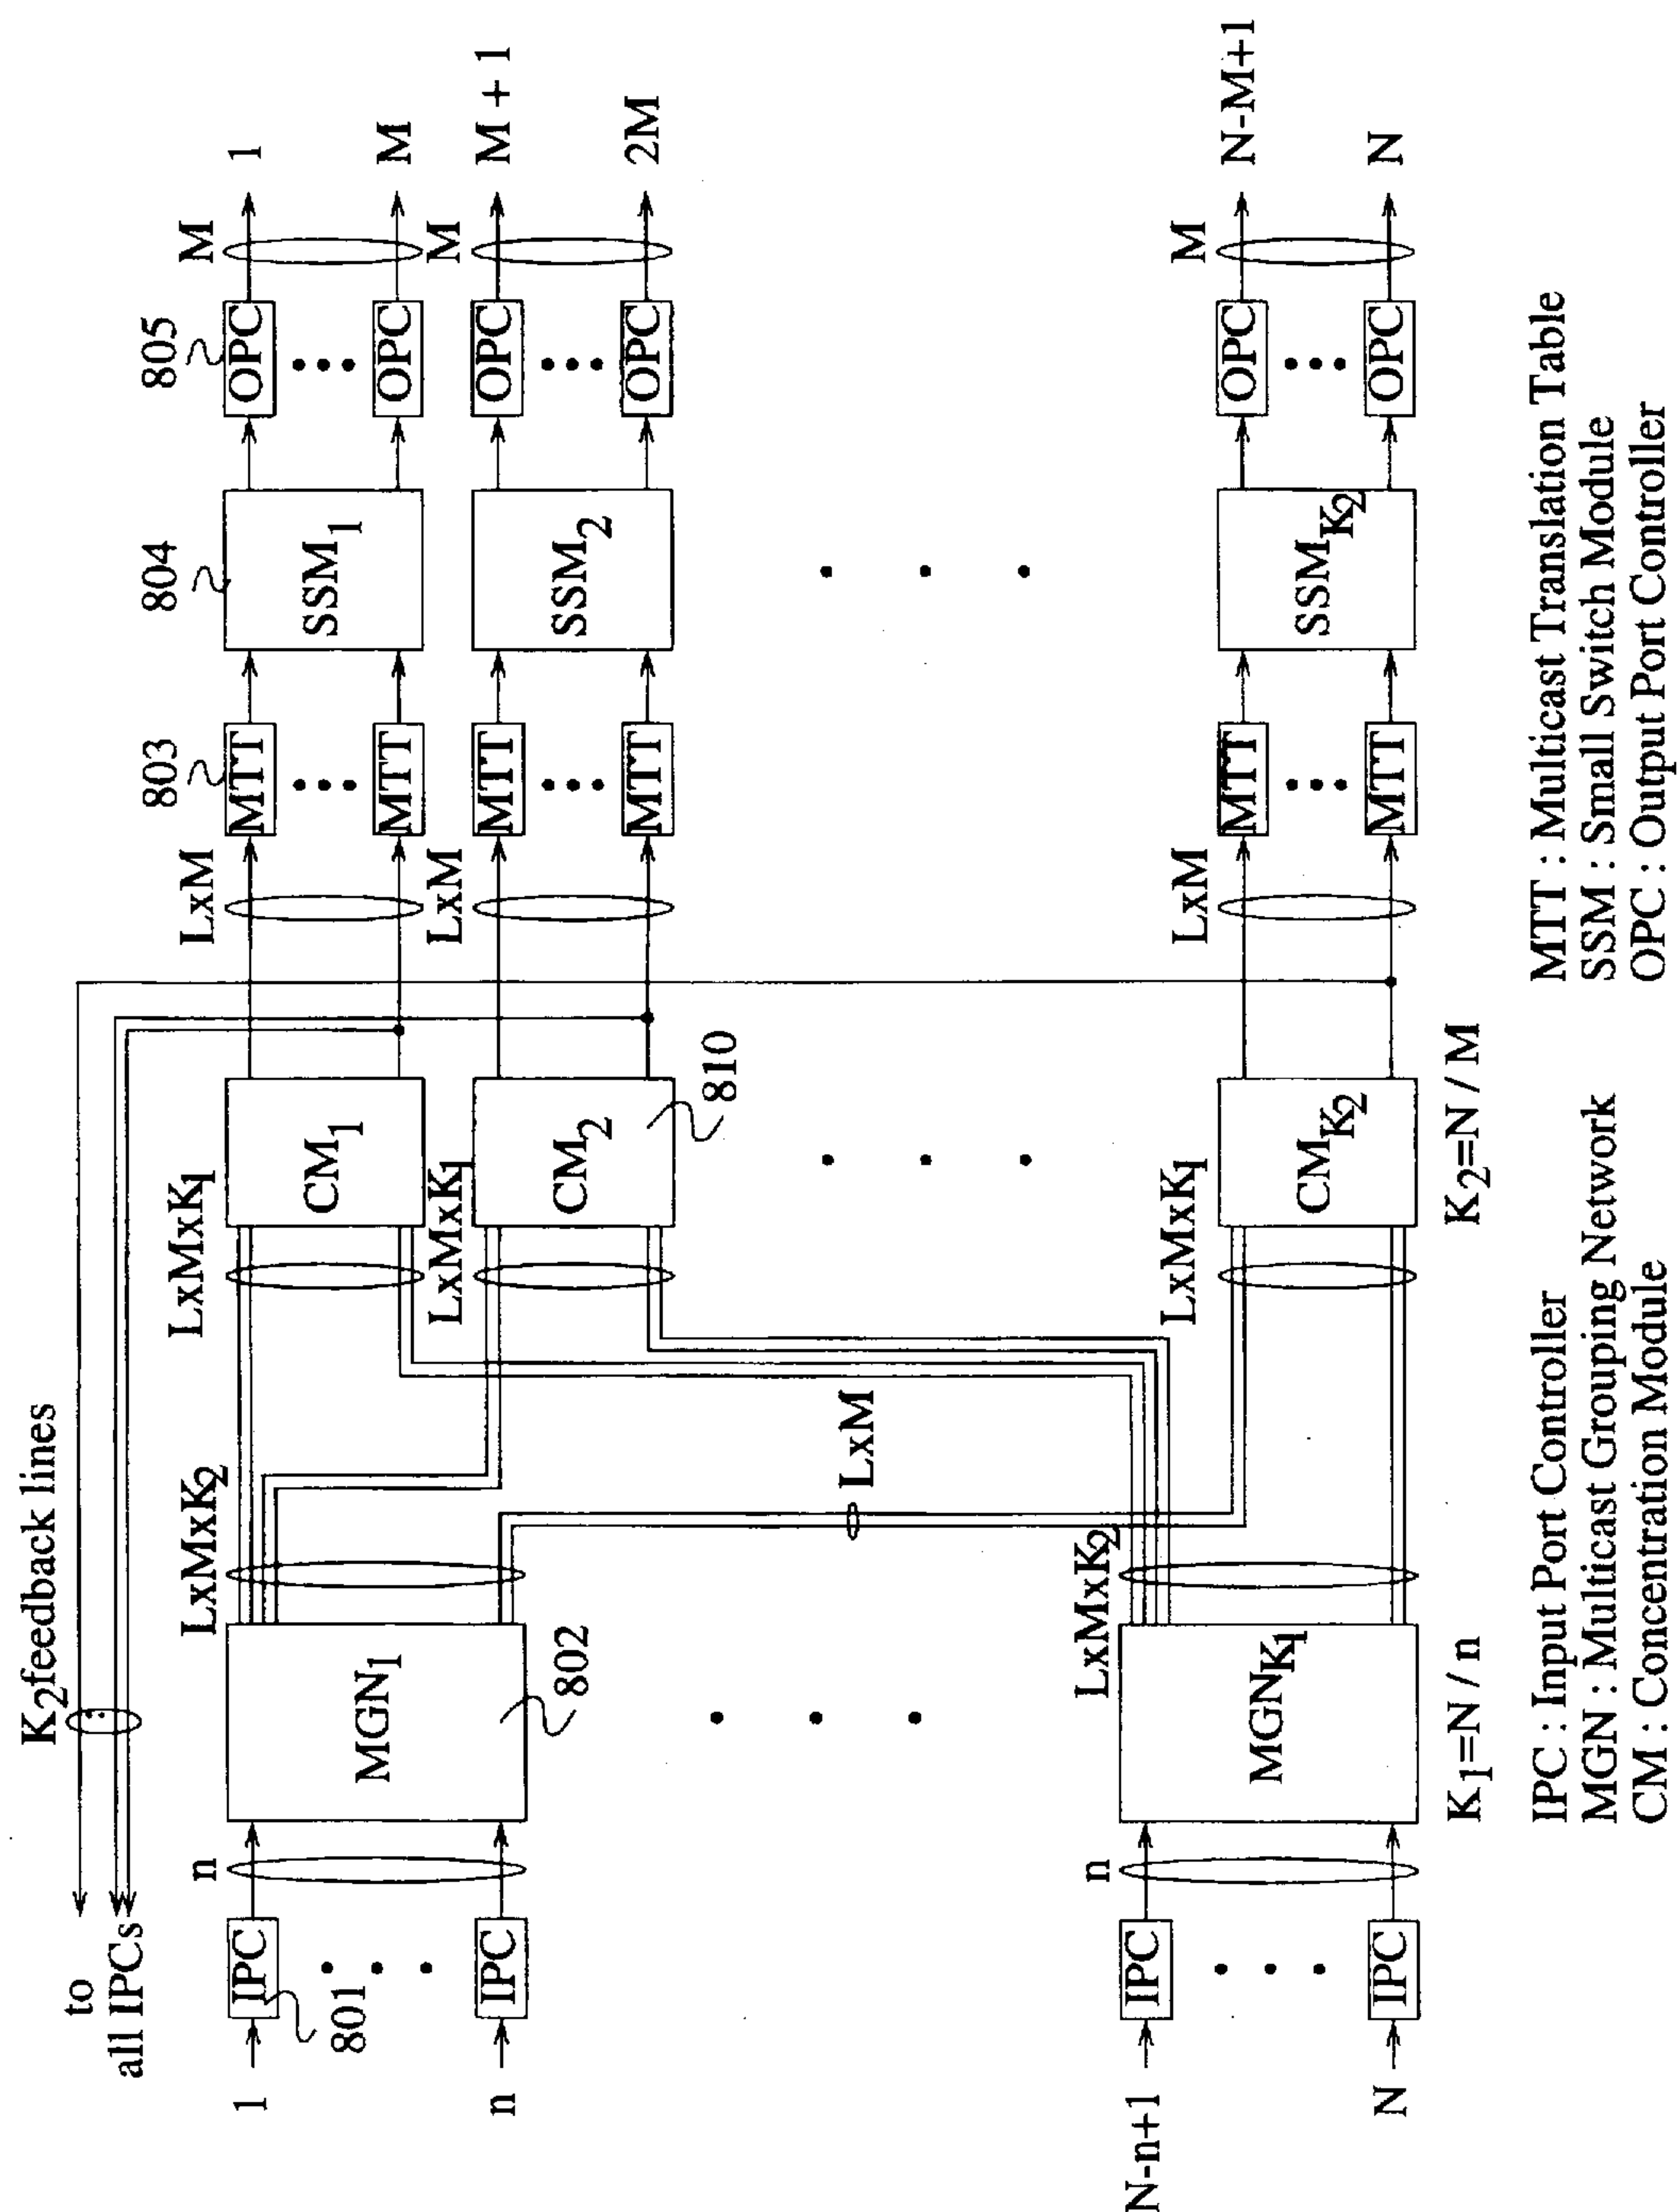 K2feedback lines
to
all IPCs
1
n
N-n+1
N
IPC
IPC
IPC
IPC
801
n
n
MGN1
MGNK1
802
K1=N / n
LxMxK2
LxMxK2
LxM
LxMxK1
LxMxK1
LxMxK1
CM1
CM2
CMK2
810
K2=N / M
LxM
LxM
LxM
803
MTT
MTT
MTT
MTT
MTT
MTT
804
SSM1
SSM2
SSMK2
805
OPC
OPC
OPC
OPC
OPC
OPC
M
M
M
1
M
M + 1
2M
N-M+1
N
IPC : Input Port Controller
MGN : Multicast Grouping Network
CM : Concentration Module
MTT : Multicast Translation Table
SSM : Small Switch Module
OPC : Output Port Controller